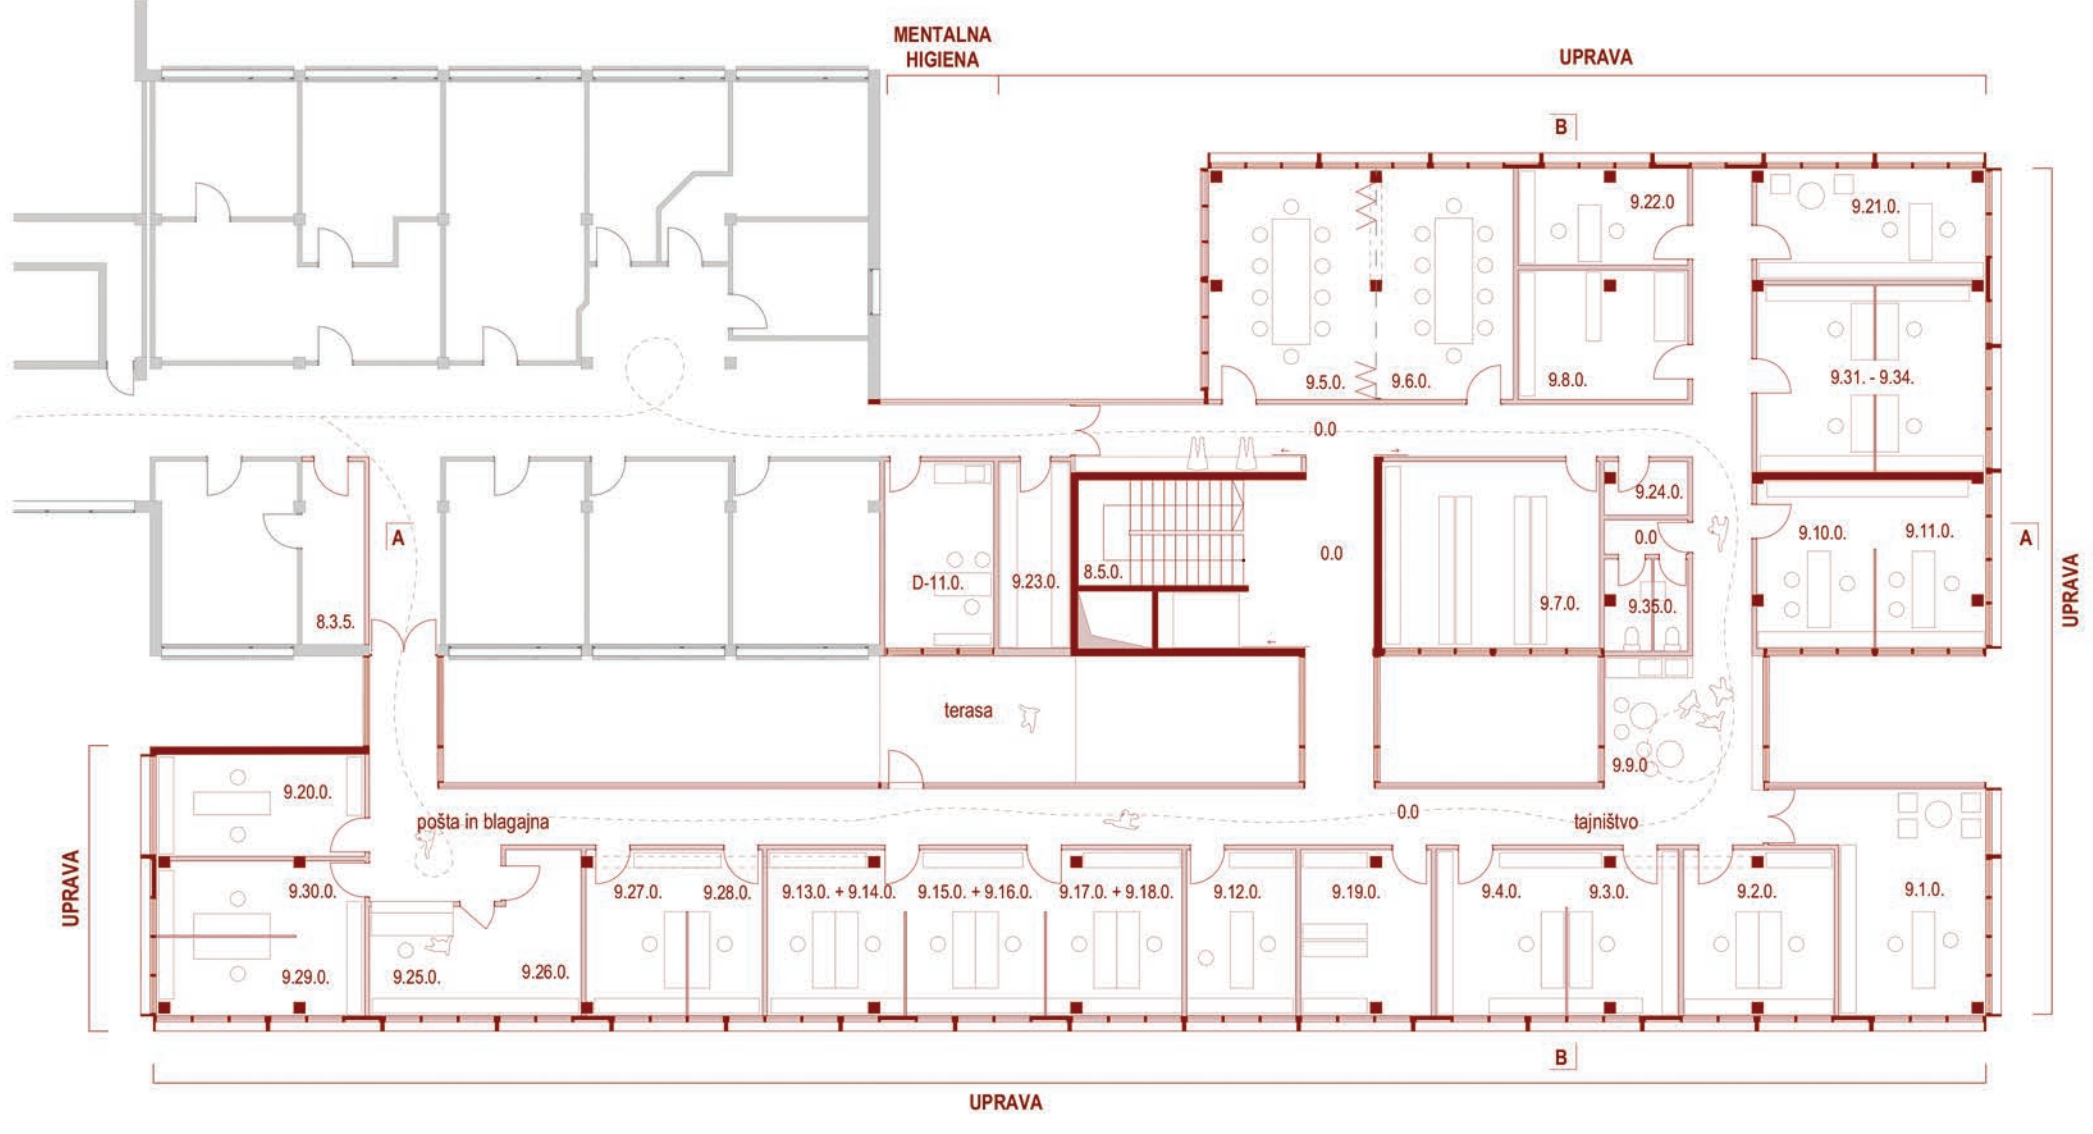 MENTALNA
HIGIENA
UPRAVA
B
9.22.0
9.21.0.
9.5.0.
9.6.0.
9.8.0.
9.31. - 9.34.
0.0
9.24.0.
A
9.10.0.
9.11.0.
A
0.0
0.0
D-11.0.
9.23.0.
8.5.0.
9.7.0.
9.35.0.
8.3.5.
UPRAVA
terasa
9.9.0
9.20.0.
pošta in blagajna
0.0
tajništvo
UPRAVA
9.30.0.
9.27.0.
9.28.0.
9.13.0. + 9.14.0.
9.15.0. + 9.16.0.
9.17.0. + 9.18.0.
9.12.0.
9.19.0.
9.4.0.
9.3.0.
9.2.0.
9.1.0.
9.29.0.
9.25.0.
9.26.0.
B
UPRAVA